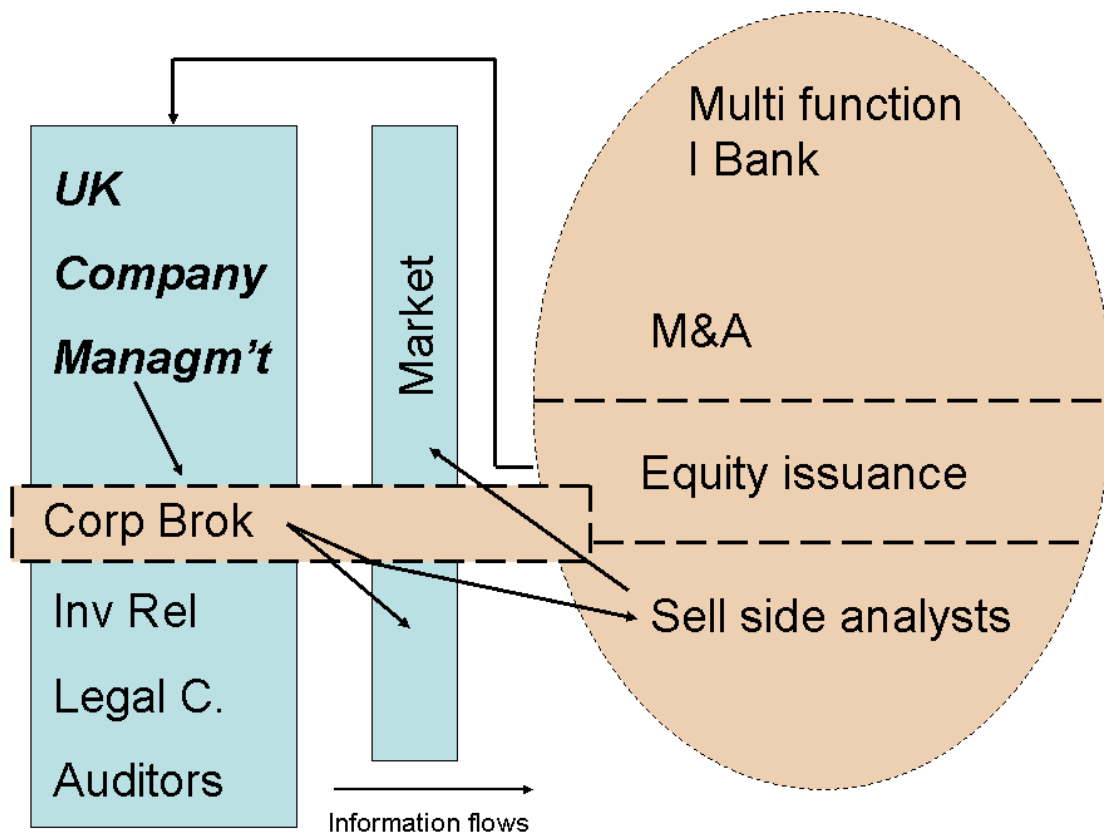 UK
Company
Managm't
Corp Brok
Inv Rel
Legal C.
Auditors
Market
Information flows
Multi function
I Bank
M&A
Equity issuance
Sell side analysts